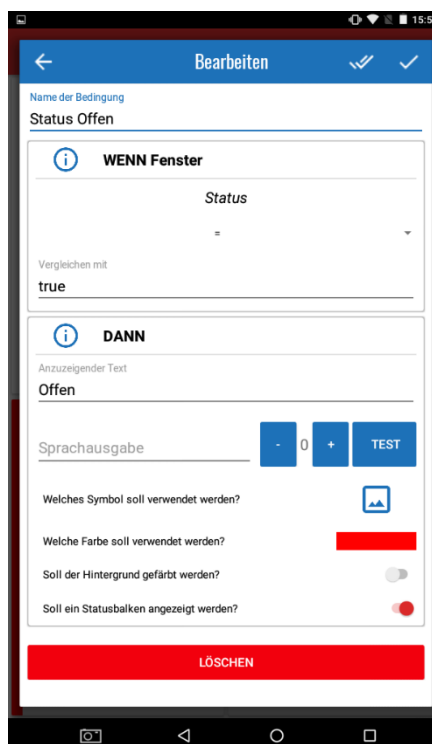 15:5
Bearbeiten
Name der Bedingung
Status Offen
WENN Fenster
Status
=
Vergleichen mit
true
DANN
Anzuzeigender Text
Offen
Sprachausgabe - 0 + TEST
Welches Symbol soll verwendet werden?
Welche Farbe soll verwendet werden?
Soll der Hintergrund gefärbt werden?
Soll ein Statusbalken angezeigt werden?
LÖSCHEN